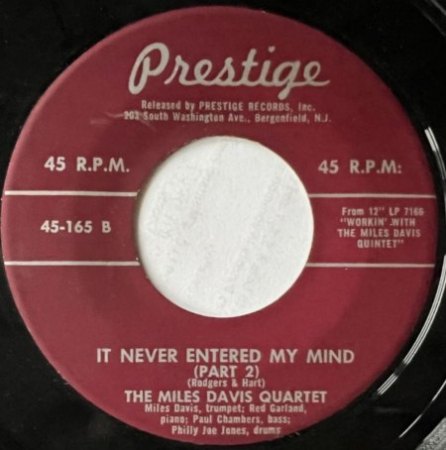 Prestige
Released by PRESTIGE RECORDS, Inc.
203 South Washington Ave., Bergenfield, N.J.
45 R.P.M.
45 R.P.M.
45-165 B
From 12" LP 7166
"WORKIN' WITH
THE MILES DAVIS
QUINTET"
IT NEVER ENTERED MY MIND
(PART 2)
(Rodgers & Hart)
THE MILES DAVIS QUARTET
Miles Davis, trumpet; Red Garland,
piano; Paul Chambers, bass;
Philly Joe Jones, drums